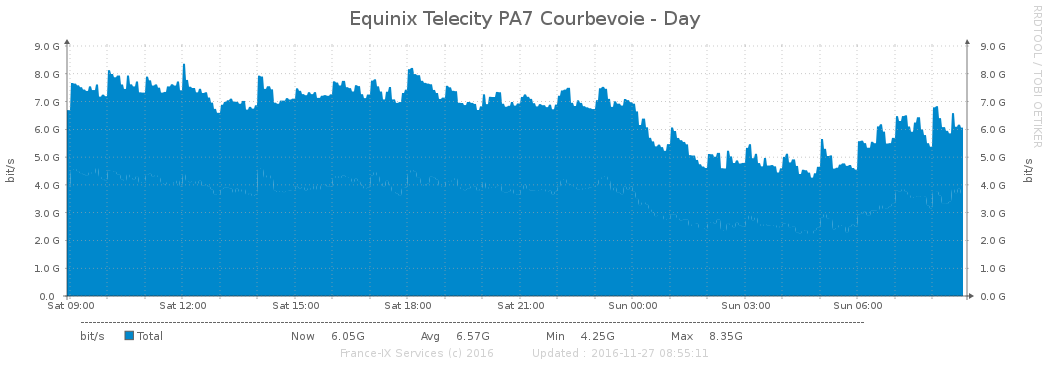 Equinix Telecity PA7 Courbevoie - Day
RRDTOOL / TOBI OETIKER
bit/s
9.0 G 9.0 G
8.0 G 8.0 G
7.0 G 7.0 G
6.0 G 6.0 G
5.0 G 5.0 G
4.0 G 4.0 G
3.0 G 3.0 G
2.0 G 2.0 G
1.0 G 1.0 G
0.0 0.0 G
bit/s
Sat 09:00 Sat 12:00 Sat 15:00 Sat 18:00 Sat 21:00 Sun 00:00 Sun 03:00 Sun 06:00
bit/s Total Now 6.05G Avg 6.57G Min 4.25G Max 8.35G
France-IX Services (c) 2016 Updated : 2016-11-27 08:55:11